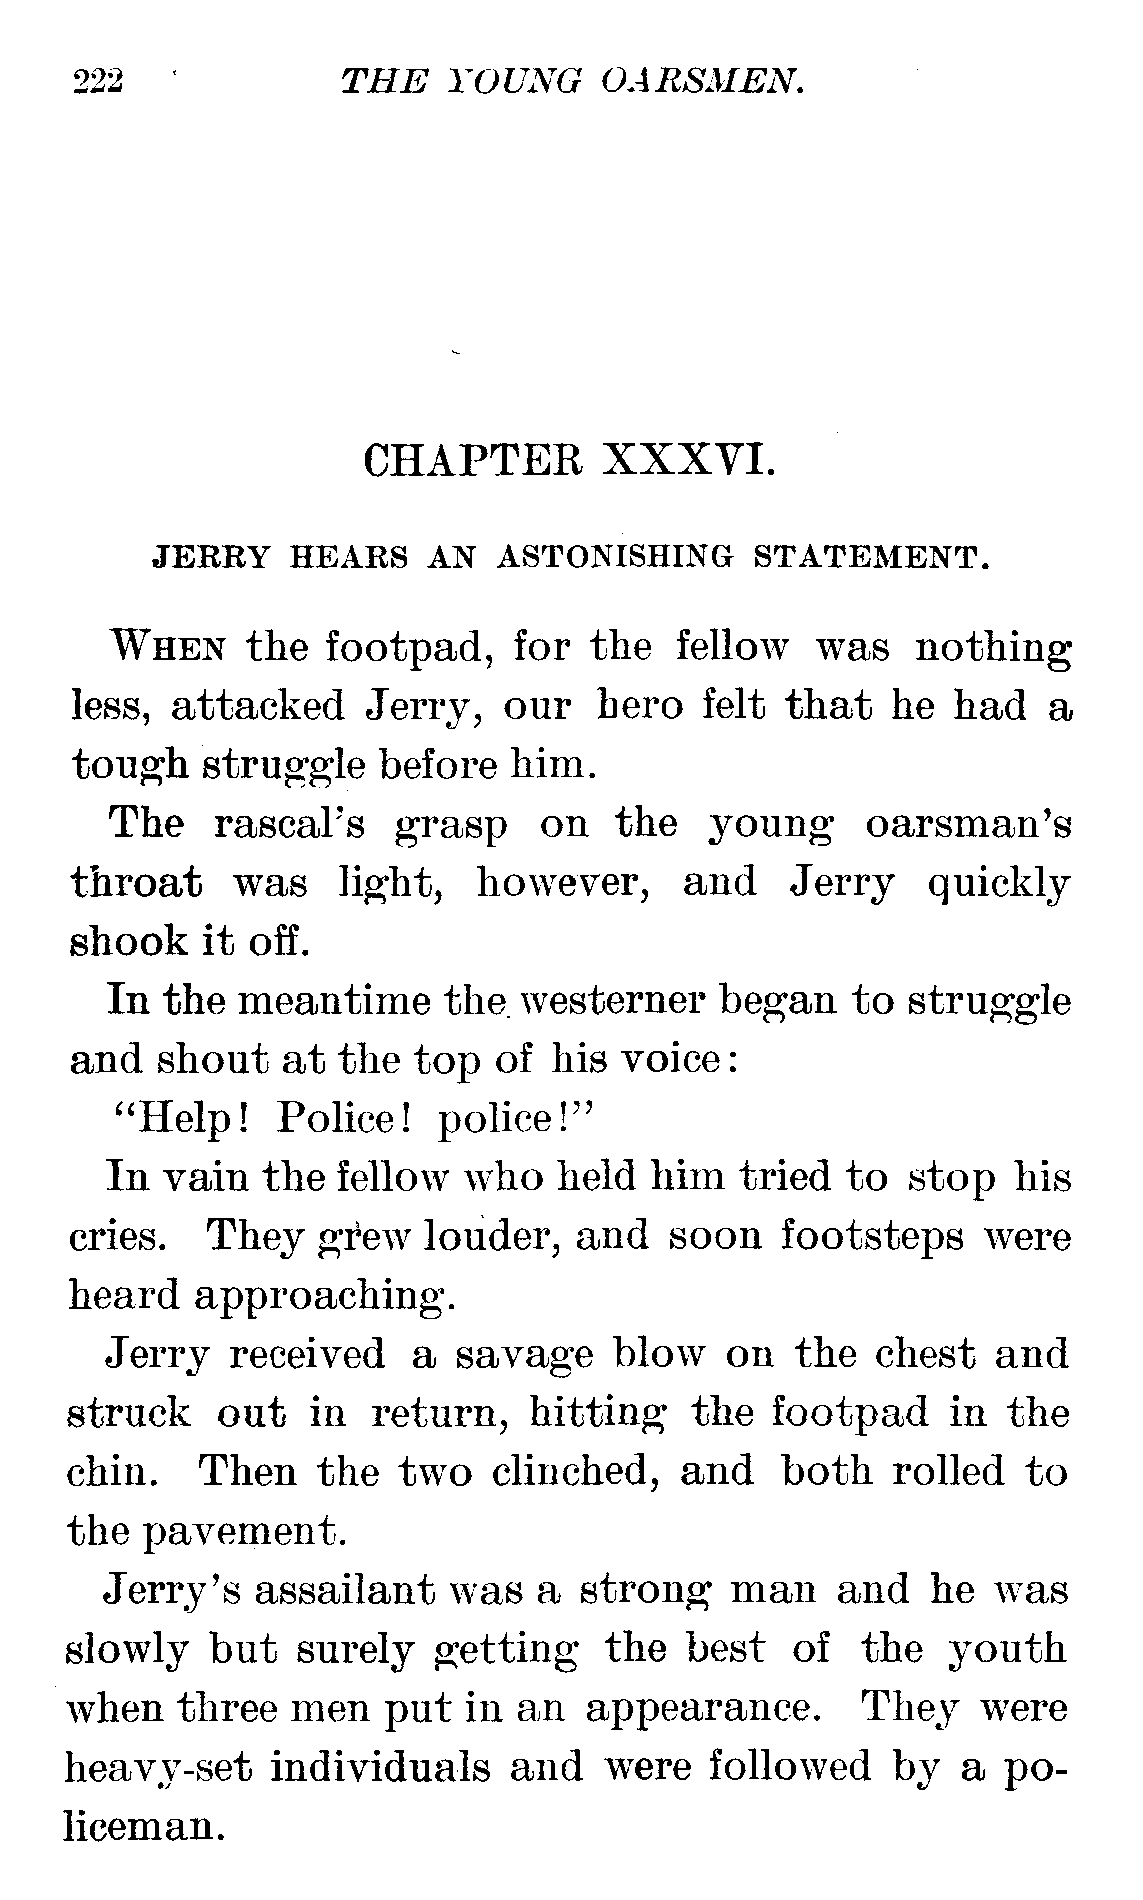 222 THE YOUNG OARSMEN.
CHAPTER XXXVI.
JERRY HEARS AN ASTONISHING STATEMENT.
WHEN the footpad, for the fellow was nothing
less, attacked Jerry, our hero felt that he had a
tough struggle before him.
The rascal's grasp on the young oarsman's
throat was light, however, and Jerry quickly
shook it off.
In the meantime the westerner began to struggle
and shout at the top of his voice:
“Help! Police! police!”
In vain the fellow who held him tried to stop his
cries. They grew louder, and soon footsteps were
heard approaching.
Jerry received a savage blow on the chest and
struck out in return, hitting the footpad in the
chin. Then the two clinched, and both rolled to
the pavement.
Jerry's assailant was a strong man and he was
slowly but surely getting the best of the youth
when three men put in an appearance. They were
heavy-set individuals and were followed by a po-
liceman.